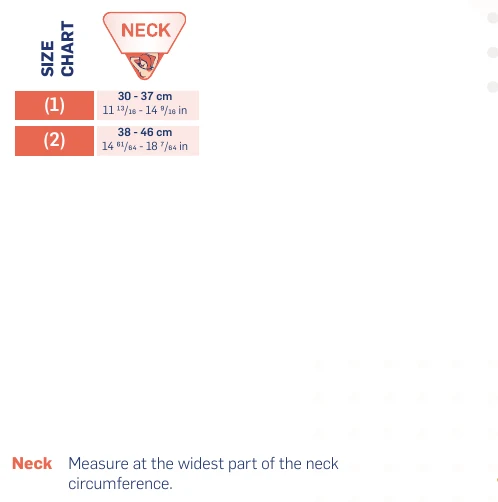 SIZE
CHART
NECK
(1)
30 - 37 cm
11 ¹³/₁₆ - 14 ⁹/₁₆ in
(2)
38 - 46 cm
14 ⁶¹/₆₄ - 18 ⁷/₆₄ in
Neck Measure at the widest part of the neck
circumference.